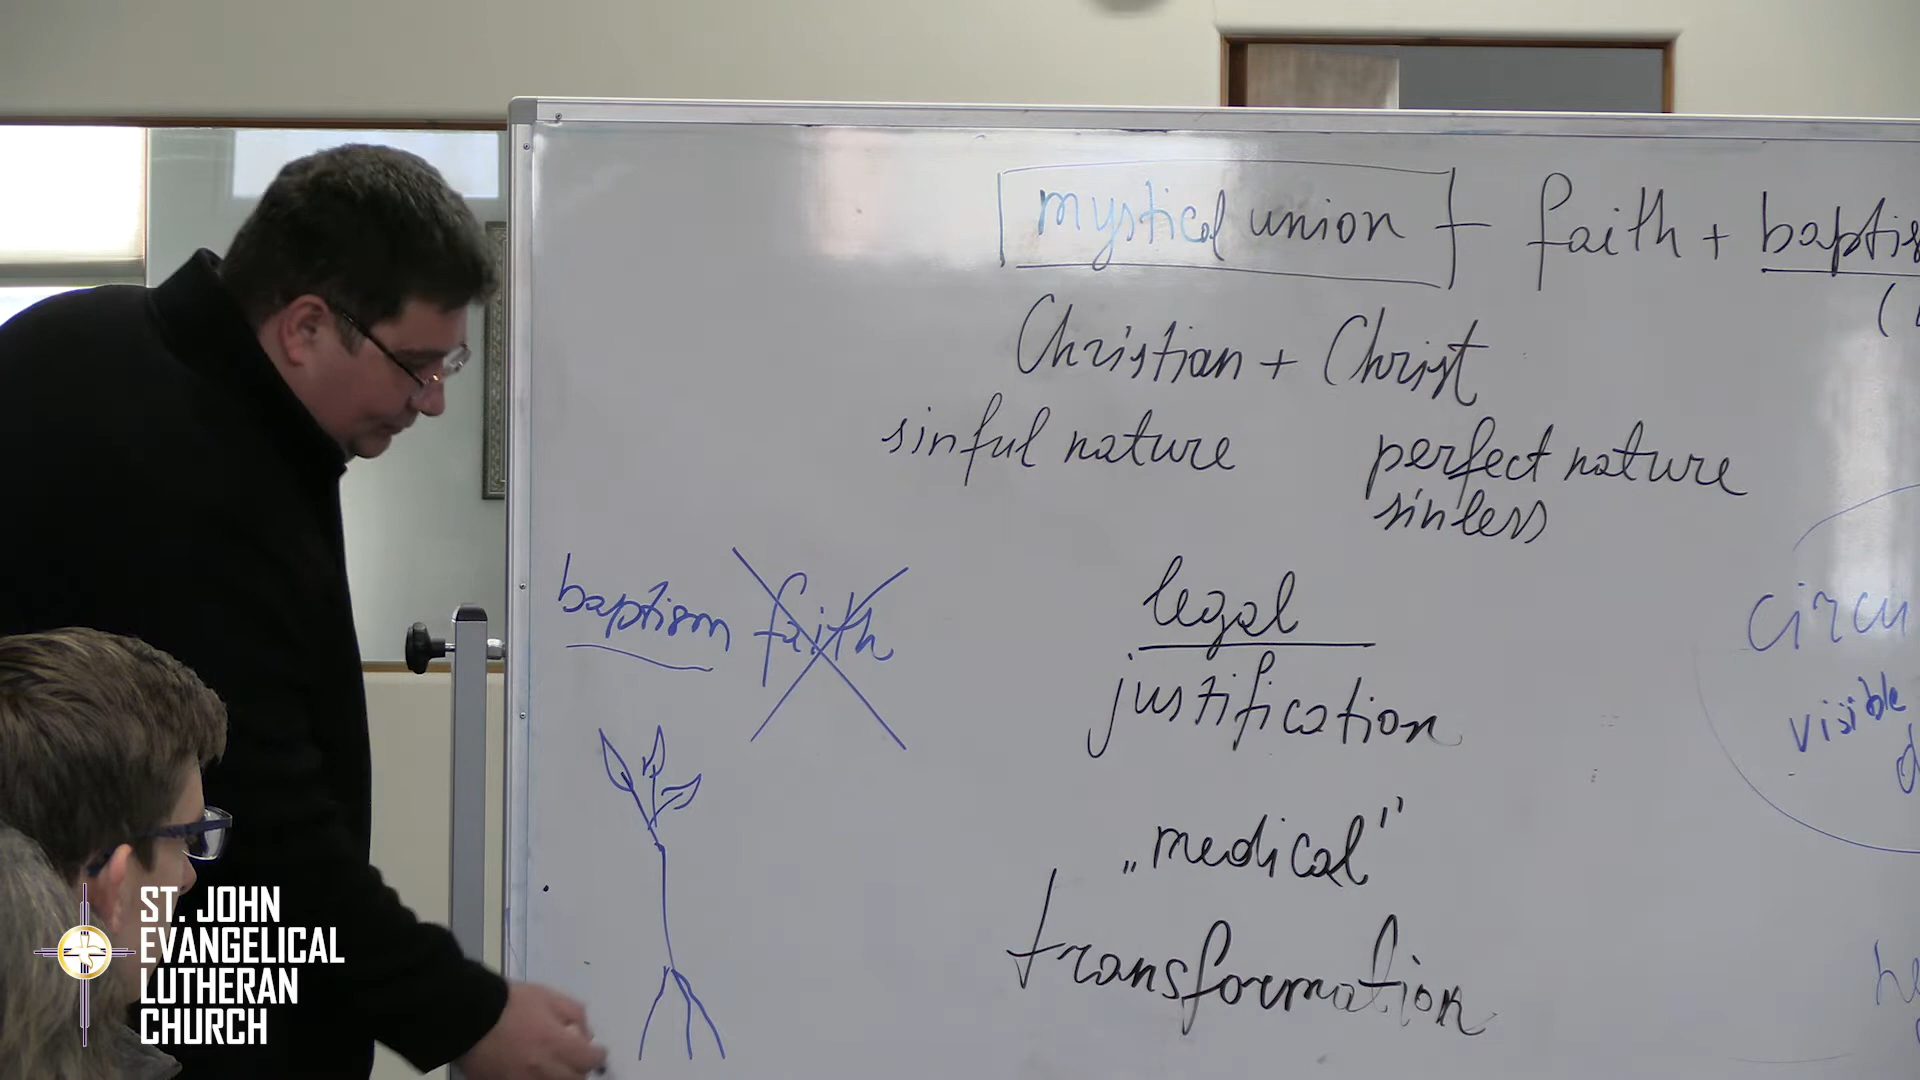 mystical union - faith + baptis
Christian + Christ
sinful nature perfect nature
sinless
baptism faith
legal
justification
„medical"
transformation
circu
visible
ST. JOHN
EVANGELICAL
LUTHERAN
CHURCH